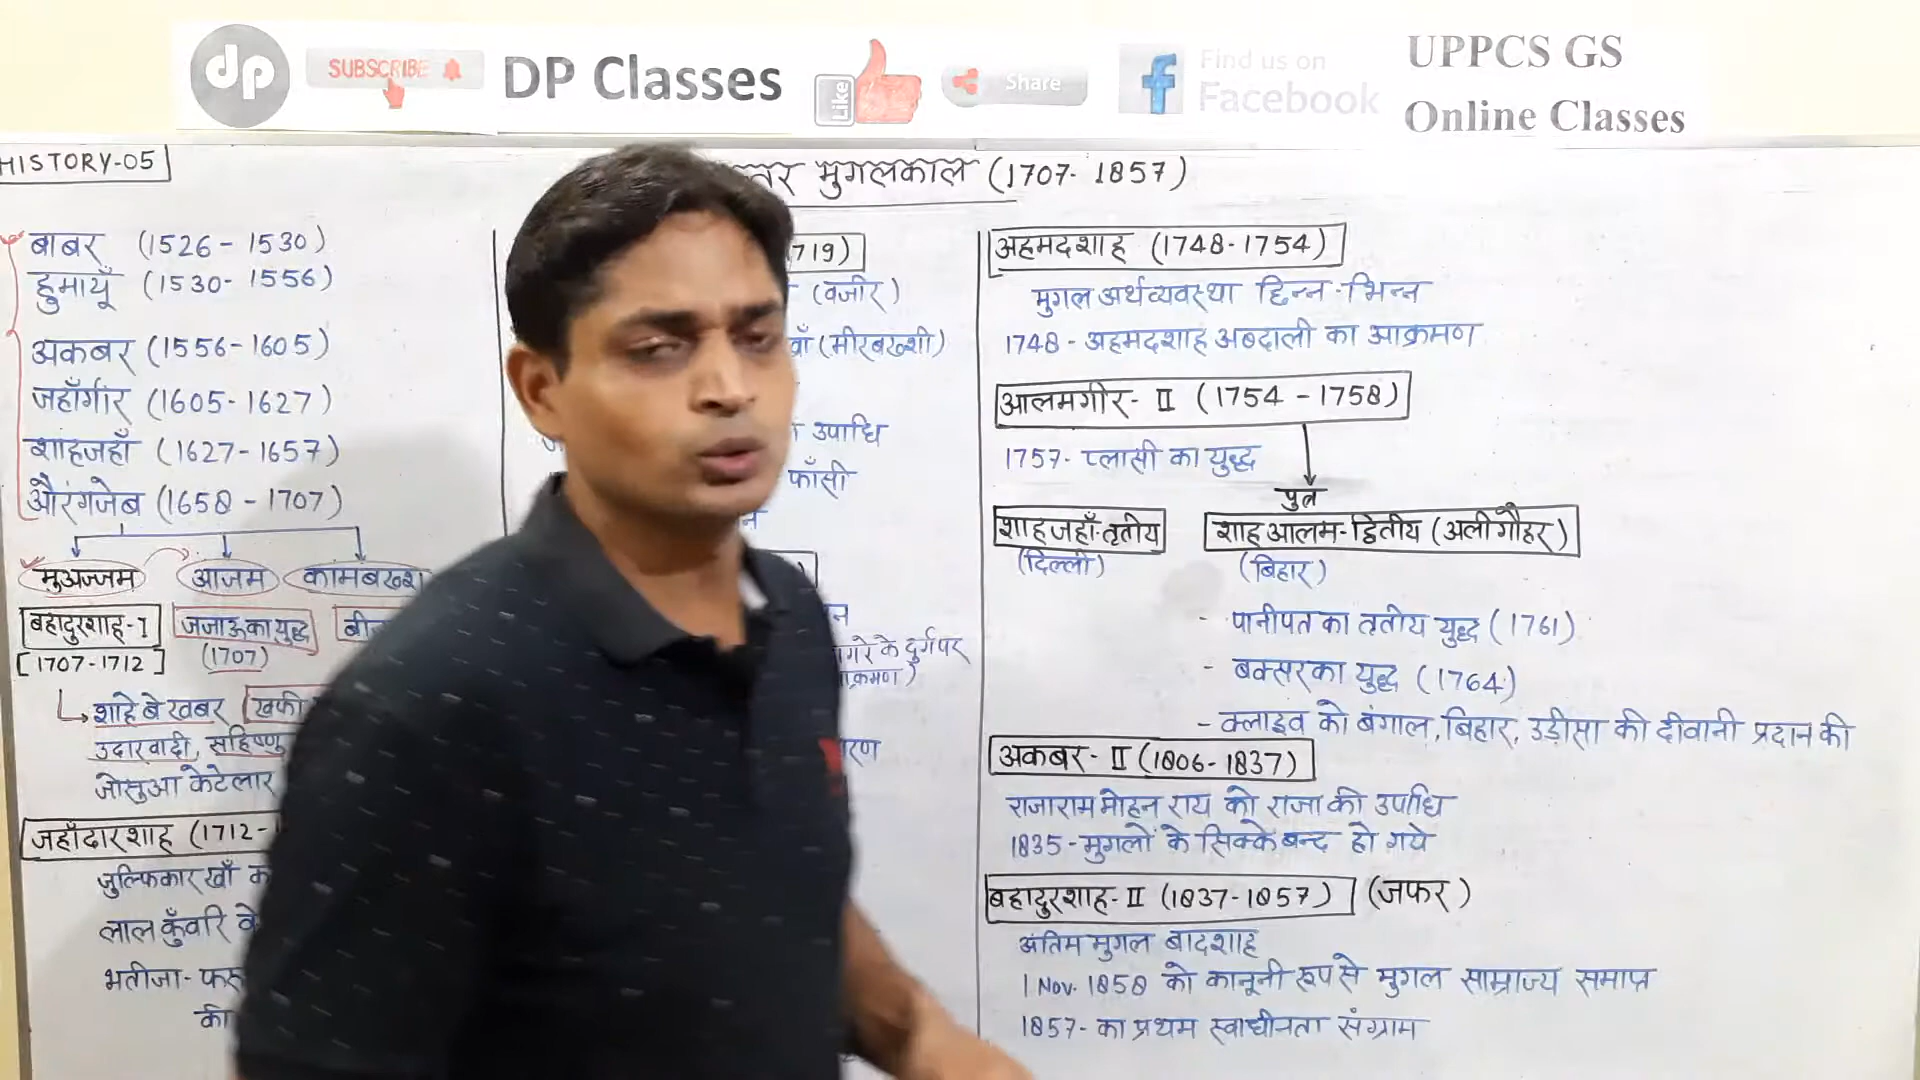 dp
SUBSCRIBE
DP Classes
Like
Share
Find us on
Facebook
UPPCS GS
Online Classes
HISTORY-05
मुगलकाल (1707- 1857)
बाबर (1526 - 1530)
हुमायूँ (1530- 1556)
अकबर (1556-1605)
जहाँगीर (1605-1627)
शाहजहाँ (1627-1657)
औरंगजेब (1658 - 1707)
मुअज्जम आजम कामबख्श
बहादुरशाह-I जजाऊ का युद्ध
[1707-1712] (1707)
शाहे बेखबर
उदारवादी, सहिष्णु
जोसुआ केटेलार
जहाँदारशाह (1712-
जुल्फिकार खाँ
लाल कुँवरि
भतीजा-
719)
(वजीर)
(मीरबख्शी)
उपाधि
फाँसी
के दुर्ग पर
अहमदशाह (1748-1754)
मुगल अर्थव्यवस्था छिन्न-भिन्न
1748 - अहमदशाह अब्दाली का आक्रमण
आलमगीर- II (1754 - 1758)
1757- प्लासी का युद्ध
पुत्र
शाहजहाँ-तृतीय शाहआलम-द्वितीय (अली गौहर)
(दिल्ली) (बिहार)
- पानीपत का तृतीय युद्ध (1761)
- बक्सर का युद्ध (1764)
- क्लाइव को बंगाल, बिहार, उड़ीसा की दीवानी प्रदान की
अकबर- II (1806-1837)
राजाराम मोहन राय को राजा की उपाधि
1835 - मुगलों के सिक्के बन्द हो गये
बहादुरशाह- II (1837-1857) (जफर)
अंतिम मुगल बादशाह
1 Nov. 1858 को कानूनी रूप से मुगल साम्राज्य समाप्त
1857- का प्रथम स्वाधीनता संग्राम